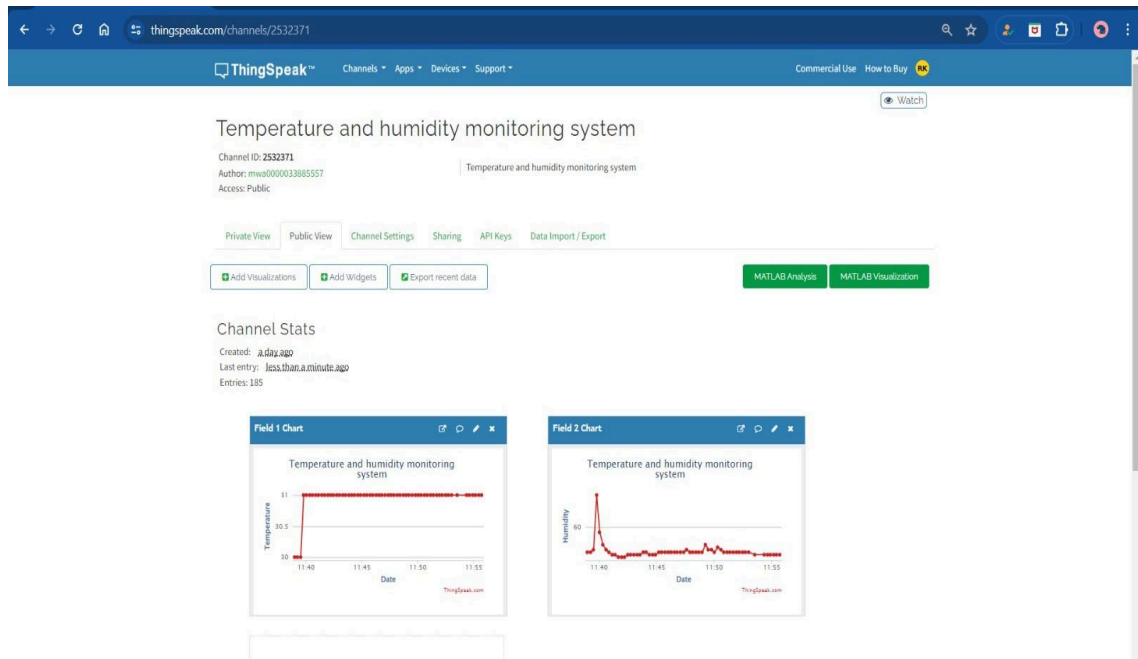 thingspeak.com/channels/2532371
ThingSpeak™ Channels Apps Devices Support Commercial Use How to Buy RK
Watch
Temperature and humidity monitoring system
Channel ID: 2532371
Author: mwa0000033885557
Access: Public
Temperature and humidity monitoring system
Private View Public View Channel Settings Sharing API Keys Data Import / Export
Add Visualizations Add Widgets Export recent data MATLAB Analysis MATLAB Visualization
Channel Stats
Created: a day ago
Last entry: less than a minute ago
Entries: 185
Field 1 Chart
Temperature and humidity monitoring
system
Temperature
31
30.5
30
11:40 11:45 11:50 11:55
Date
ThingSpeak.com
Field 2 Chart
Temperature and humidity monitoring
system
Humidity
60
11:40 11:45 11:50 11:55
Date
ThingSpeak.com